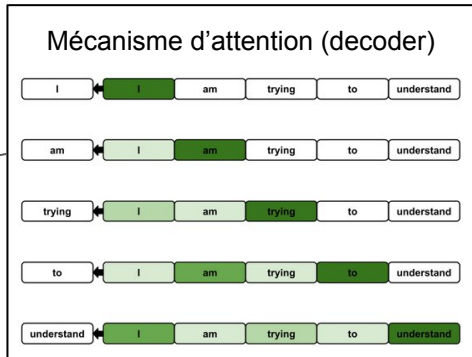 Mécanisme d'attention (decoder)
I I am trying to understand
am I am trying to understand
trying I am trying to understand
to I am trying to understand
understand I am trying to understand